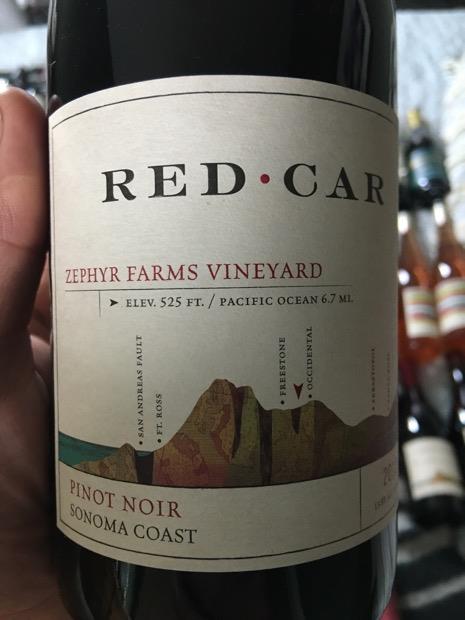 RED • CAR
ZEPHYR FARMS VINEYARD
➤ ELEV. 525 FT. / PACIFIC OCEAN 6.7 MI.
• SAN ANDREAS FAULT
• FT. ROSS
• FREESTONE
• OCCIDENTAL
PINOT NOIR
SONOMA COAST